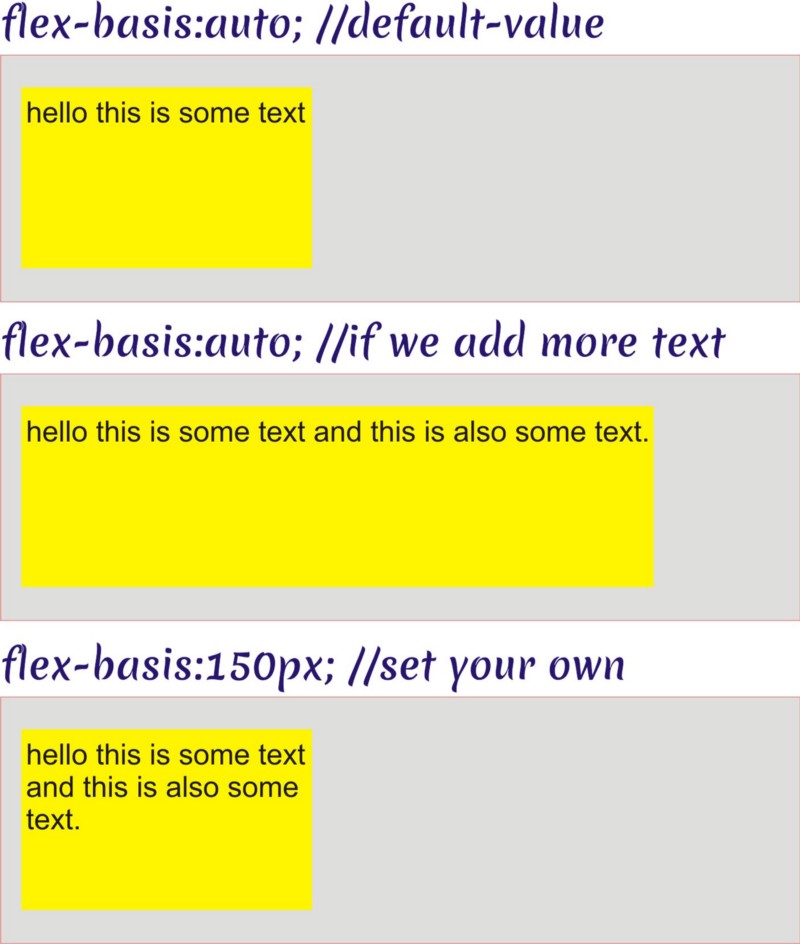 flex-basis:auto; //default-value
hello this is some text
flex-basis:auto; //if we add more text
hello this is some text and this is also some text.
flex-basis:150px; //set your own
hello this is some text
and this is also some
text.